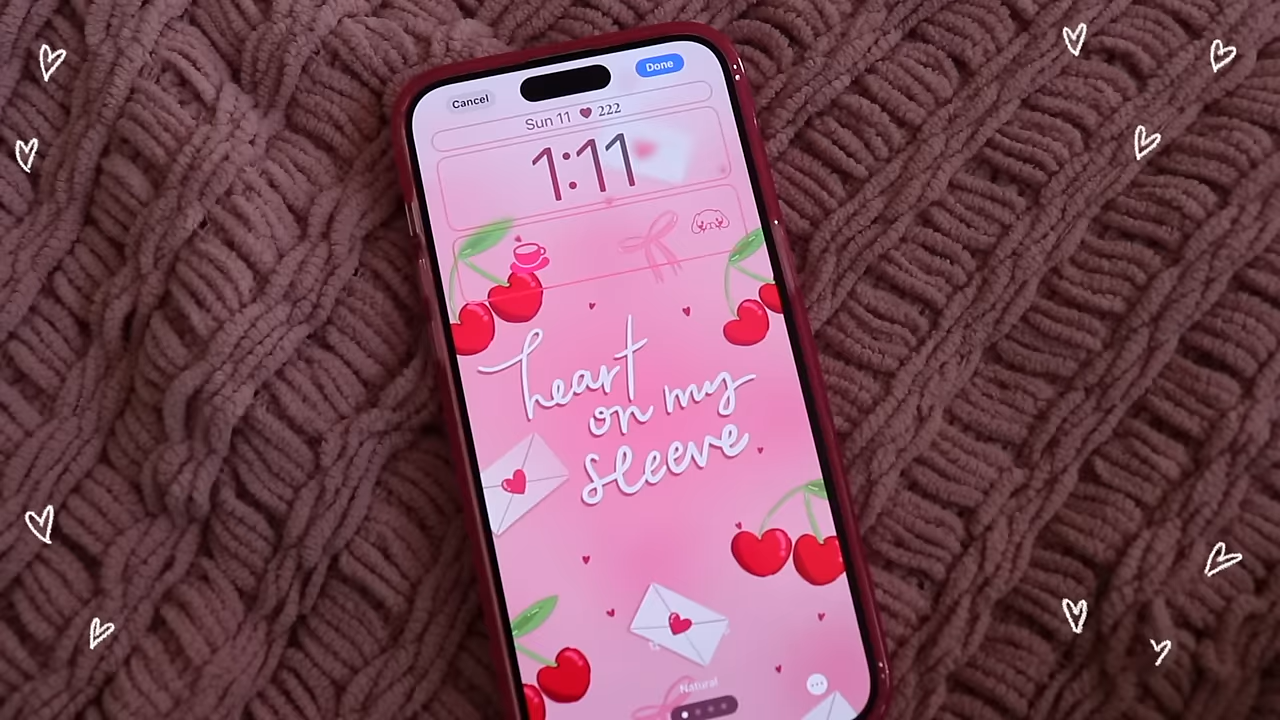 Cancel
Done
Sun 11 ♥ 222
1:11
heart
on my
sleeve
Natural